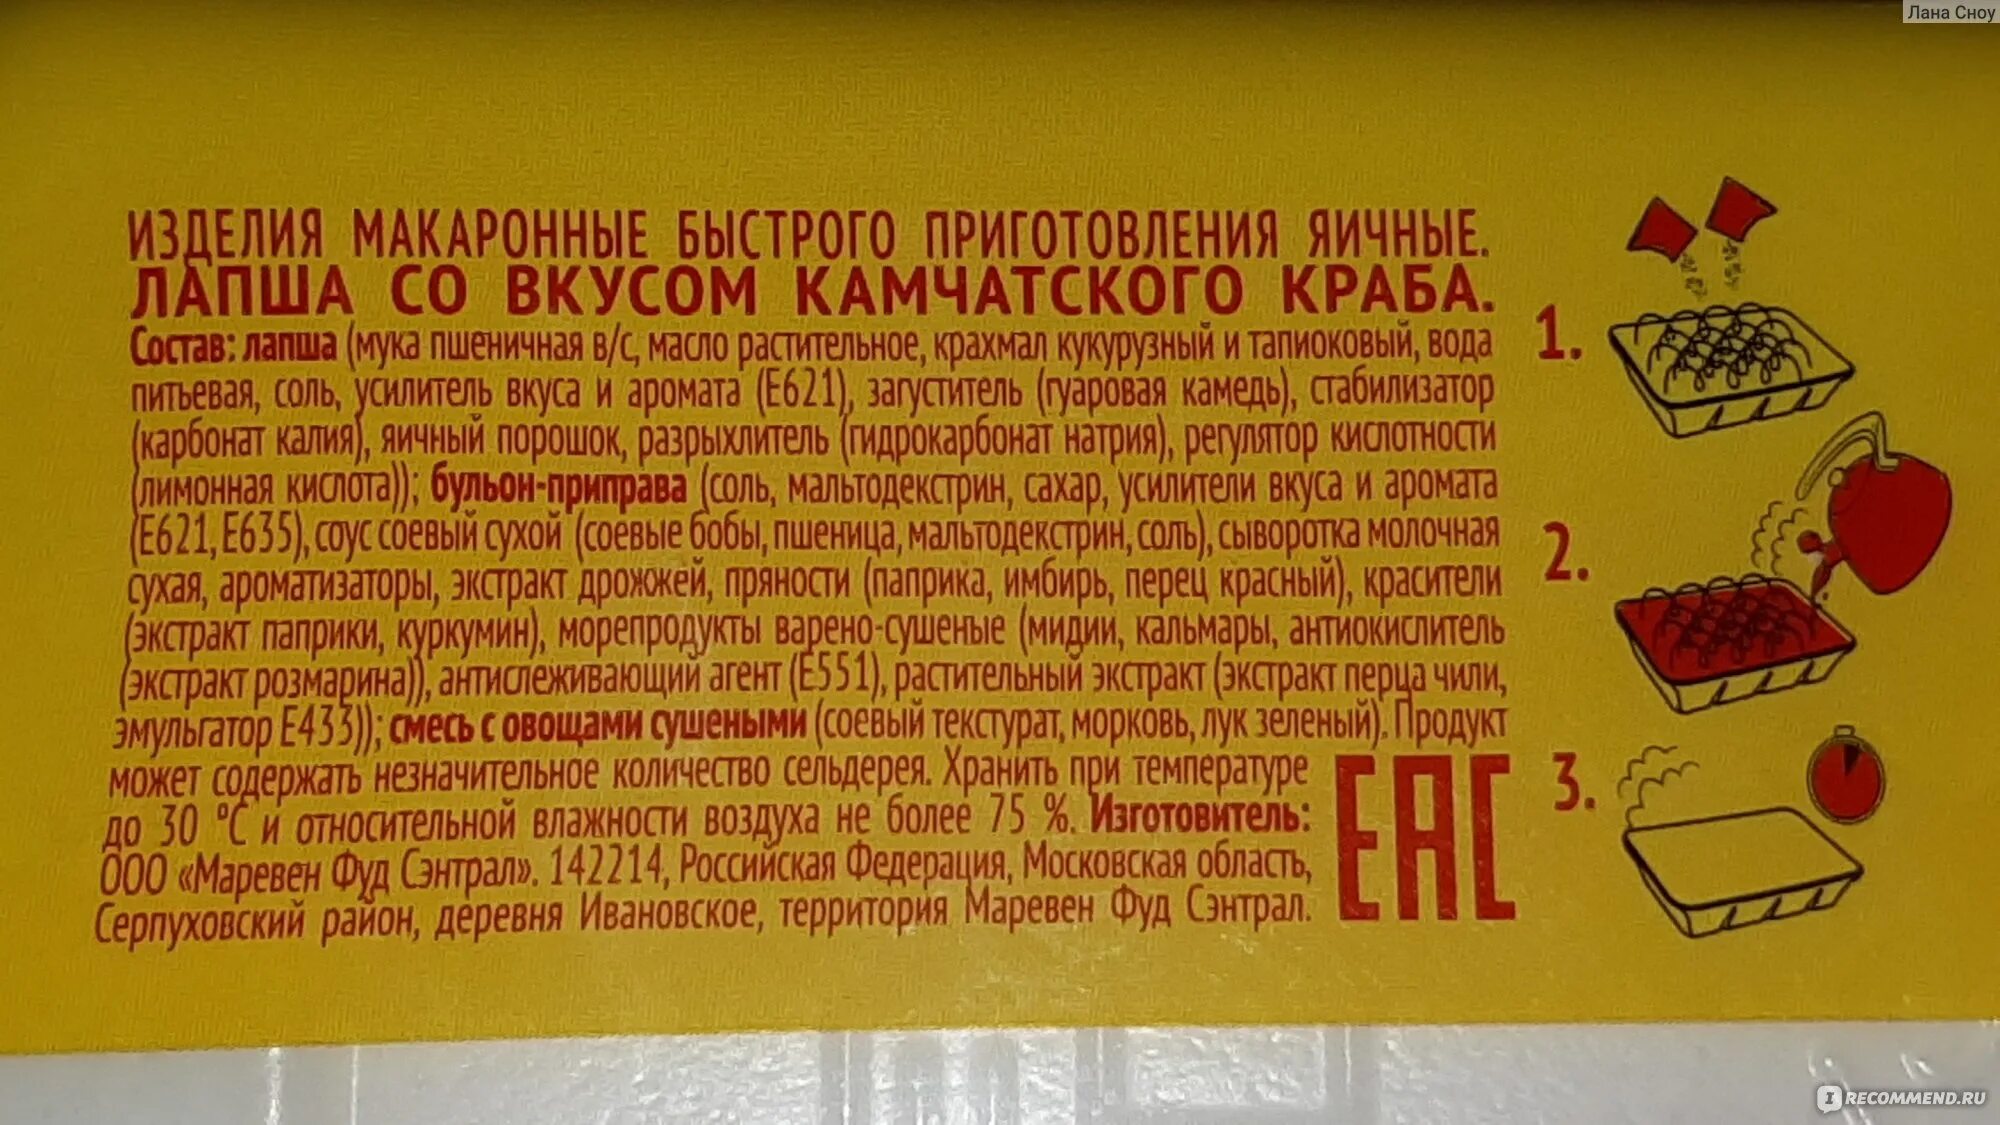 Лана Сноу
ИЗДЕЛИЯ МАКАРОННЫЕ БЫСТРОГО ПРИГОТОВЛЕНИЯ ЯИЧНЫЕ.
ЛАПША СО ВКУСОМ КАМЧАТСКОГО КРАБА.
Состав: лапша (мука пшеничная в/с, масло растительное, крахмал кукурузный и тапиоковый, вода
питьевая, соль, усилитель вкуса и аромата (Е621), загуститель (гуаровая камедь), стабилизатор
(карбонат калия), яичный порошок, разрыхлитель (гидрокарбонат натрия), регулятор кислотности
(лимонная кислота)); бульон-приправа (соль, мальтодекстрин, сахар, усилители вкуса и аромата
(Е621, Е635), соус соевый сухой (соевые бобы, пшеница, мальтодекстрин, соль), сыворотка молочная
сухая, ароматизаторы, экстракт дрожжей, пряности (паприка, имбирь, перец красный), красители
(экстракт паприки, куркумин), морепродукты варено-сушеные (мидии, кальмары, антиокислитель
(экстракт розмарина)), антислеживающий агент (Е551), растительный экстракт (экстракт перца чили,
эмульгатор Е433)); смесь с овощами сушеными (соевый текстурат, морковь, лук зеленый). Продукт
может содержать незначительное количество сельдерея. Хранить при температуре
до 30 °С и относительной влажности воздуха не более 75 %. Изготовитель:
ООО «Маревен Фуд Сэнтрал». 142214, Российская Федерация, Московская область,
Серпуховский район, деревня Ивановское, территория Маревен Фуд Сэнтрал.
EAC
1.
2.
3.
IRECOMMEND.RU